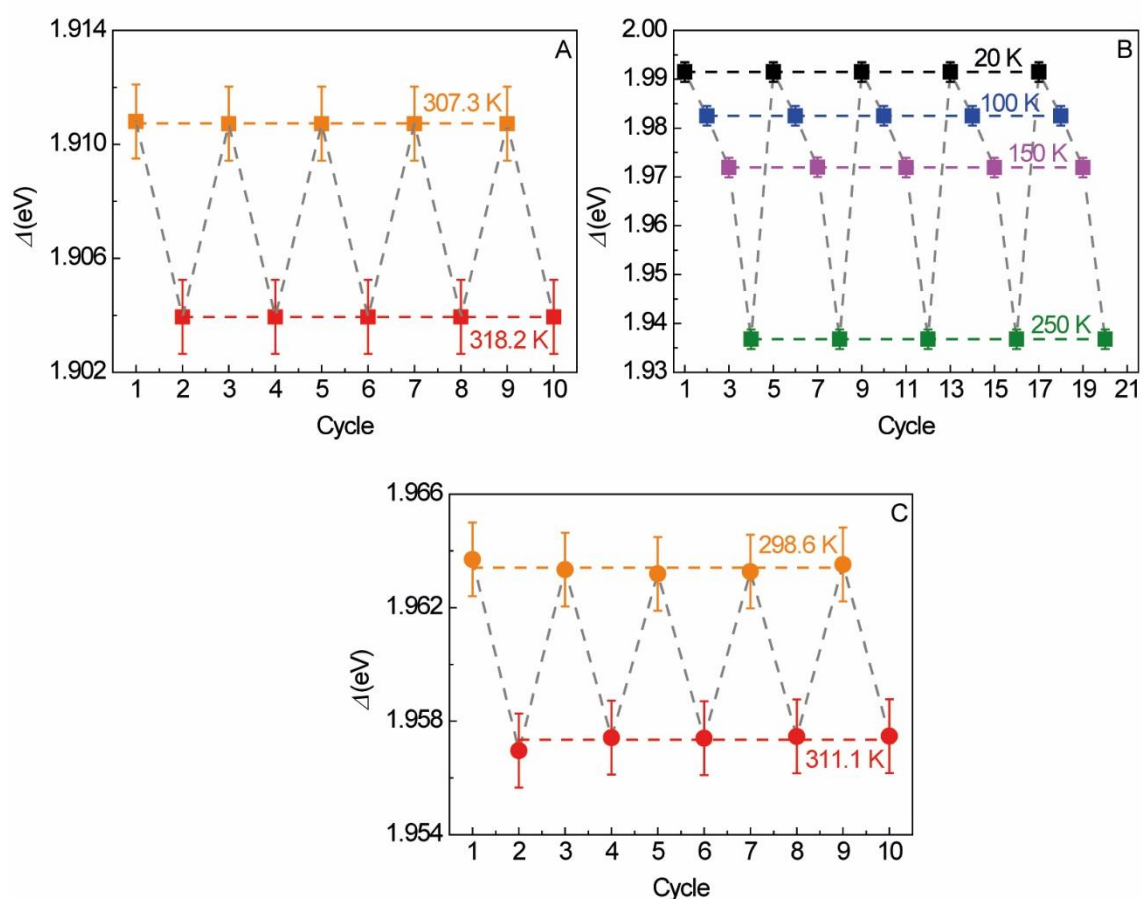 A
1.914
1.910
1.906
1.902
Δ(eV)
307.3 K
318.2 K
1 2 3 4 5 6 7 8 9 10
Cycle
B
2.00
1.99
1.98
1.97
1.96
1.95
1.94
1.93
Δ(eV)
20 K
100 K
150 K
250 K
1 3 5 7 9 11 13 15 17 19 21
Cycle
C
1.966
1.962
1.958
1.954
Δ(eV)
298.6 K
311.1 K
1 2 3 4 5 6 7 8 9 10
Cycle